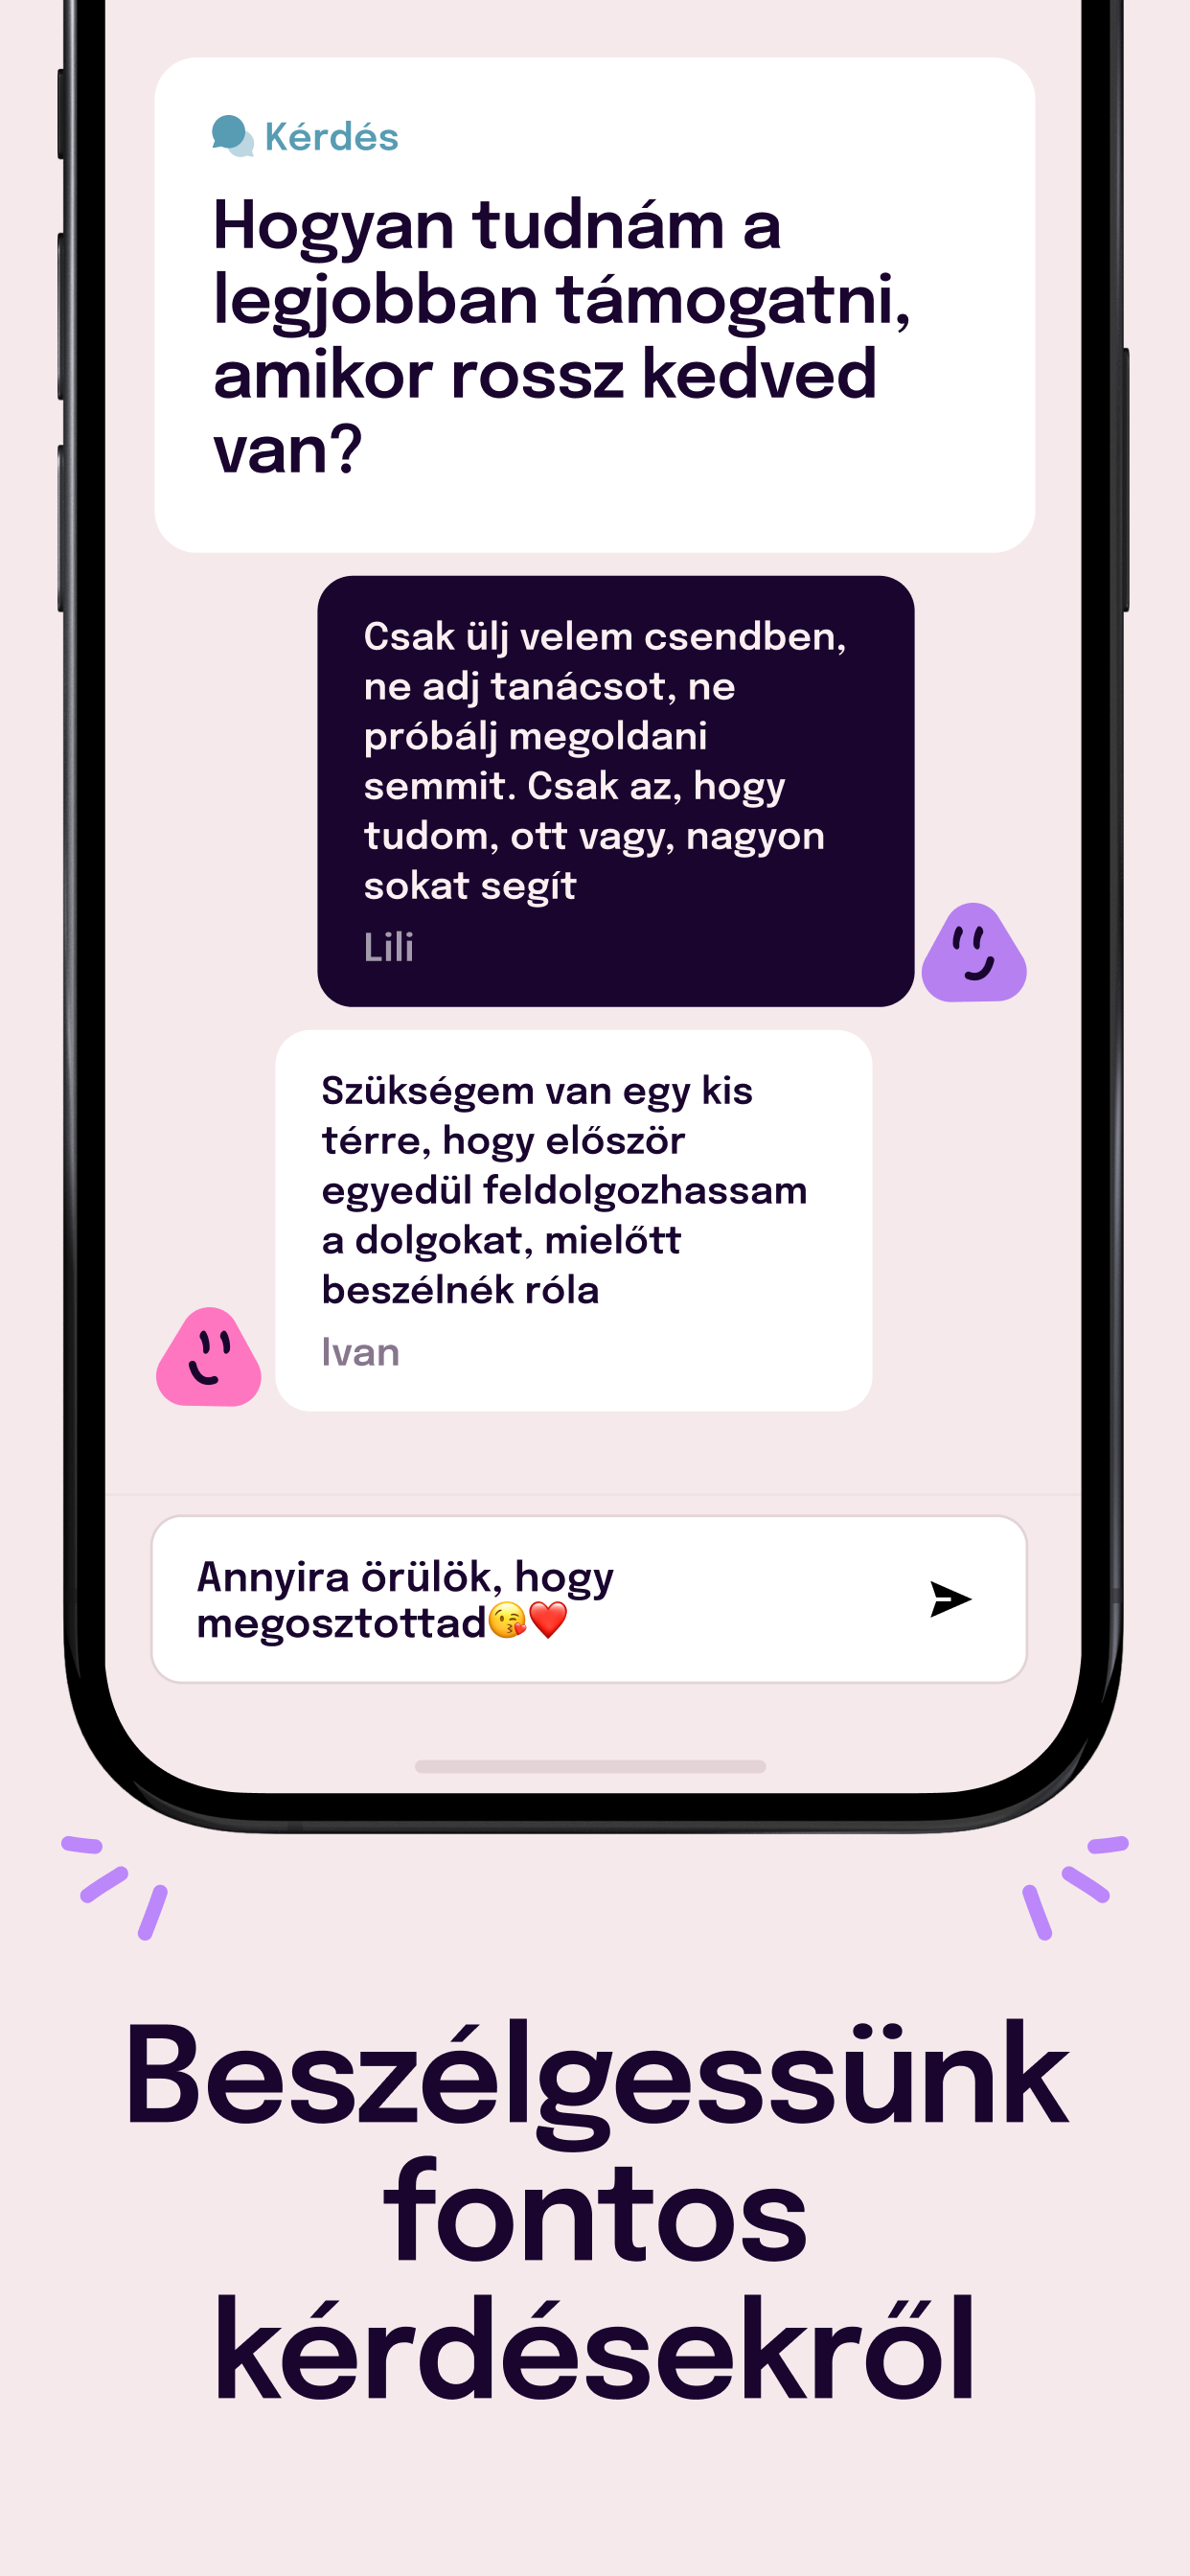 Kérdés
Hogyan tudnám a
legjobban támogatni,
amikor rossz kedved
van?
Csak ülj velem csendben,
ne adj tanácsot, ne
próbálj megoldani
semmit. Csak az, hogy
tudom, ott vagy, nagyon
sokat segít
Lili
Szükségem van egy kis
térre, hogy először
egyedül feldolgozhassam
a dolgokat, mielőtt
beszélnék róla
Ivan
Annyira örülök, hogy
megosztottad😘❤️
Beszélgessünk
fontos
kérdésekről